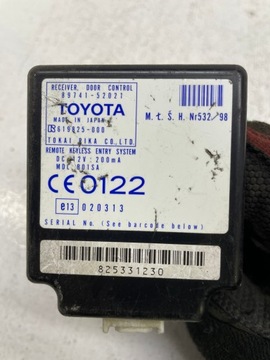 RECEIVER, DOOR CONTROL
89741-52021
TOYOTA
MADE IN JAPAN
M.Ł.Š.H. Nr532 98
619825-000
TOKAI RIKA CO.,LTD.
REMOTE KEYLESS ENTRY SYSTEM
DC 12V: 200mA
MDL
CE0122
e13 020313
SERIAL No. (See barcode below)
825331230